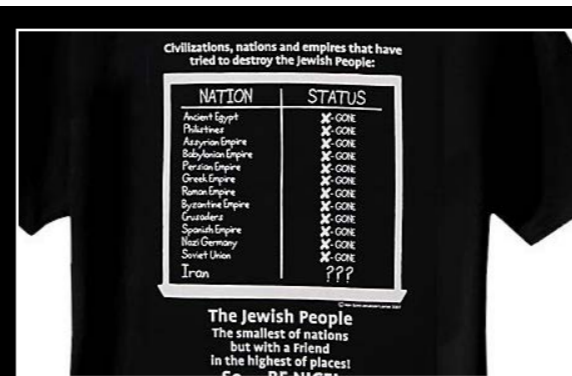 Civilizations, nations and empires that have
tried to destroy the Jewish People:
NATION STATUS
Ancient Egypt X-GONE
Philistines X-GONE
Assyrian Empire X-GONE
Babylonian Empire X-GONE
Persian Empire X-GONE
Greek Empire X-GONE
Roman Empire X-GONE
Byzantine Empire X-GONE
Crusaders X-GONE
Spanish Empire X-GONE
Nazi Germany X-GONE
Soviet Union X-GONE
Iran ???
The Jewish People
The smallest of nations
but with a Friend
in the highest of places!
So... BE NICE!